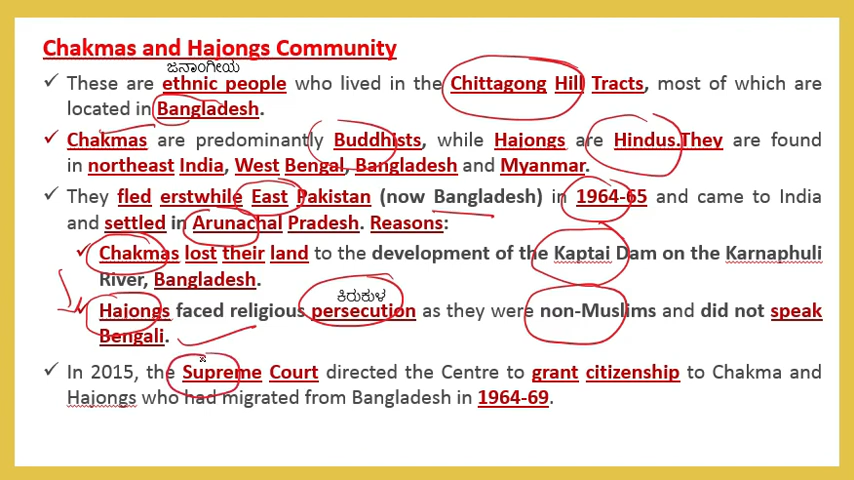 Chakmas and Hajongs Community
ಜನಾಂಗೀಯ
✓ These are ethnic people who lived in the Chittagong Hill Tracts, most of which are
located in Bangladesh.
✓ Chakmas are predominantly Buddhists, while Hajongs are Hindus.They are found
in northeast India, West Bengal, Bangladesh and Myanmar.
✓ They fled erstwhile East Pakistan (now Bangladesh) in 1964-65 and came to India
and settled in Arunachal Pradesh. Reasons:
✓ Chakmas lost their land to the development of the Kaptai Dam on the Karnaphuli
River, Bangladesh.
ಕಿರುಕುಳ
✓ Hajongs faced religious persecution as they were non-Muslims and did not speak
Bengali.
✓ In 2015, the Supreme Court directed the Centre to grant citizenship to Chakma and
Hajongs who had migrated from Bangladesh in 1964-69.